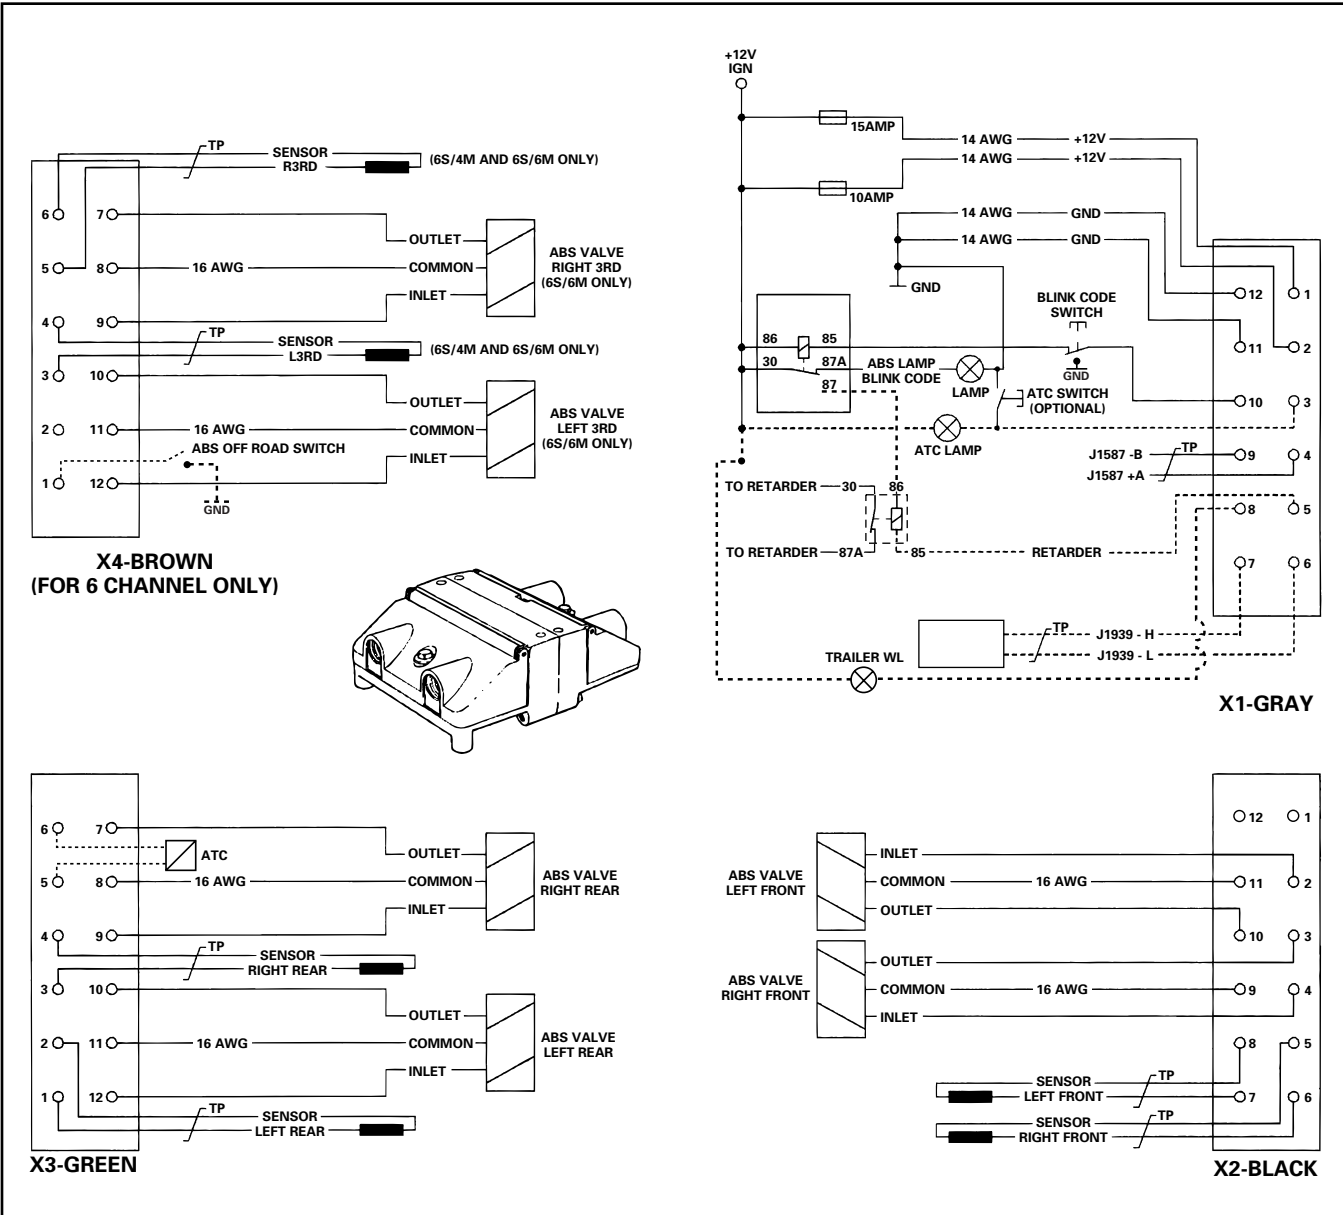 +12V
IGN
15AMP
14 AWG +12V
14 AWG +12V
10AMP
14 AWG GND
14 AWG GND
GND
BLINK CODE
SWITCH
12 1
86 85
11 2
30 87A ABS LAMP
BLINK CODE
GND
87
LAMP
ATC SWITCH
(OPTIONAL)
10 3
ATC LAMP
J1587 -B TP 9 4
J1587 +A
TO RETARDER 30 86
8 5
TO RETARDER 87A 85 RETARDER
7 6
TP J1939 - H
J1939 - L
TRAILER WL
X1-GRAY
TP SENSOR
R3RD (6S/4M AND 6S/6M ONLY)
6 7
OUTLET
5 8 16 AWG COMMON
INLET
ABS VALVE
RIGHT 3RD
(6S/6M ONLY)
4 9
TP SENSOR
L3RD (6S/4M AND 6S/6M ONLY)
3 10
OUTLET
2 11 16 AWG COMMON
INLET
ABS VALVE
LEFT 3RD
(6S/6M ONLY)
ABS OFF ROAD SWITCH
1 12
GND
X4-BROWN
(FOR 6 CHANNEL ONLY)
6 7
ATC
OUTLET
5 8 16 AWG COMMON
INLET
ABS VALVE
RIGHT REAR
4 9
TP SENSOR
RIGHT REAR
3 10
OUTLET
2 11 16 AWG COMMON
INLET
ABS VALVE
LEFT REAR
1 12
TP SENSOR
LEFT REAR
X3-GREEN
12 1
INLET
ABS VALVE
LEFT FRONT
COMMON 16 AWG 11 2
OUTLET
10 3
OUTLET
ABS VALVE
RIGHT FRONT
COMMON 16 AWG 9 4
INLET
8 5
SENSOR TP
LEFT FRONT 7 6
SENSOR TP
RIGHT FRONT
X2-BLACK